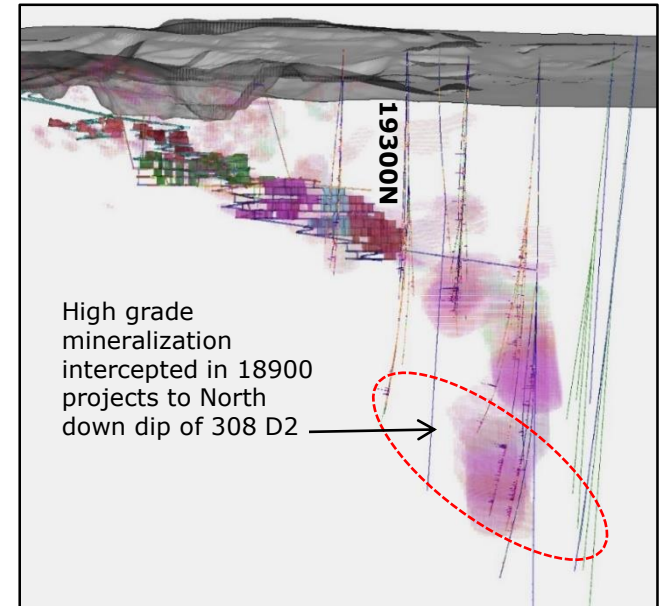 19300N
High grade
mineralization
intercepted in 18900
projects to North
down dip of 308 D2